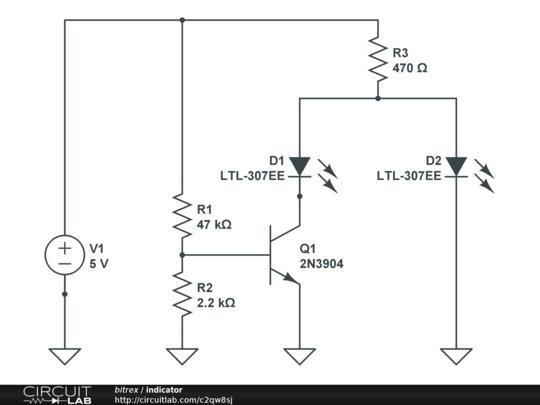 R3
470 Ω
D1
LTL-307EE
D2
LTL-307EE
R1
47 kΩ
V1
5 V
+
−
Q1
2N3904
R2
2.2 kΩ
CIRCUIT
LAB
bitrex / indicator
http://circuitlab.com/c2qw8sj